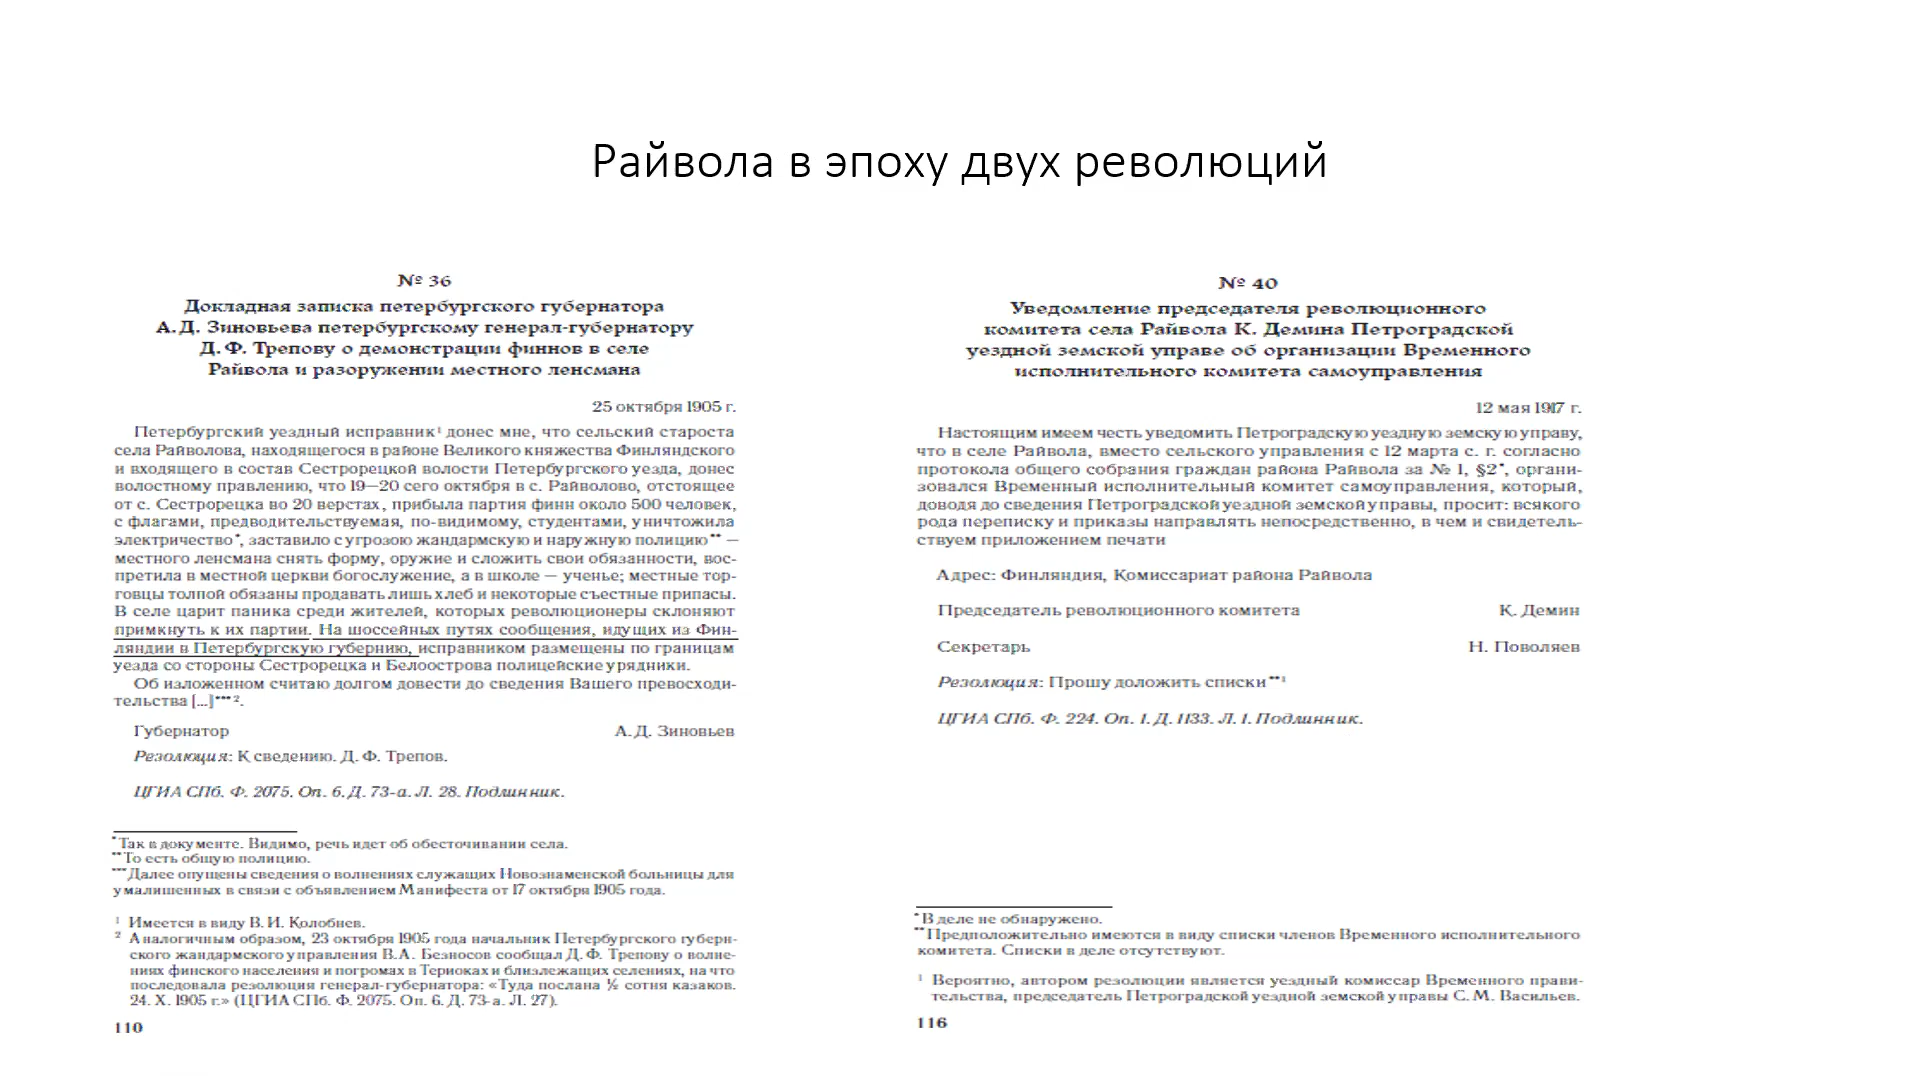 Райвола в эпоху двух революций
№ 36
Докладная записка петербургского губернатора
А. Д. Зиновьева петербургскому генерал-губернатору
Д. Ф. Трепову о демонстрации финнов в селе
Райвола и разоружении местного ленсмана
25 октября 1905 г.
Петербургский уездный исправник¹ донес мне, что сельский староста
села Райволова, находящегося в районе Великого княжества Финляндского
и входящего в состав Сестрорецкой волости Петербургского уезда, донес
волостному правлению, что 19—20 сего октября в с. Райволово, отстоящее
от с. Сестрорецка во 20 верстах, прибыла партия финн около 500 человек,
с флагами, предводительствуемая, по-видимому, студентами, уничтожила
электричество*, заставило с угрозою жандармскую и наружную полицию** —
местного ленсмана снять форму, оружие и сложить свои обязанности, вос-
претила в местной церкви богослужение, а в школе — ученье; местные тор-
говцы толпой обязаны продавать лишь хлеб и некоторые съестные припасы.
В селе царит паника среди жителей, которых революционеры склоняют
примкнуть к их партии. На шоссейных путях сообщения, идущих из Фин-
ляндии в Петербургскую губернию, исправником размещены по границам
уезда со стороны Сестрорецка и Белоострова полицейские урядники.
Об изложенном считаю долгом довести до сведения Вашего превосходи-
тельства [...]***².
Губернатор А. Д. Зиновьев
Резолюция: К сведению. Д. Ф. Трепов.
ЦГИА СПб. Ф. 2075. Оп. 6. Д. 73-а. Л. 28. Подлинник.
*Так в документе. Видимо, речь идет об обесточивании села.
**То есть общую полицию.
***Далее опущены сведения о волнениях служащих Новознаменской больницы для
умалишенных в связи с объявлением Манифеста от 17 октября 1905 года.
¹ Имеется в виду В. И. Колобнев.
² Аналогичным образом, 23 октября 1905 года начальник Петербургского губерн-
ского жандармского управления В.А. Безносов сообщал Д. Ф. Трепову о волне-
ниях финского населения и погромах в Териоках и близлежащих селениях, на что
последовала резолюция генерал-губернатора: «Туда послана ½ сотня казаков.
24. X. 1905 г.» (ЦГИА СПб. Ф. 2075. Оп. 6. Д. 73-а. Л. 27).
110
№ 40
Уведомление председателя революционного
комитета села Райвола К. Демина Петроградской
уездной земской управе об организации Временного
исполнительного комитета самоуправления
12 мая 1917 г.
Настоящим имеем честь уведомить Петроградскую уездную земскую управу,
что в селе Райвола, вместо сельского управления с 12 марта с. г. согласно
протокола общего собрания граждан района Райвола за № 1, §2*, органи-
зовался Временный исполнительный комитет самоуправления, который,
доводя до сведения Петроградской уездной земской управы, просит: всякого
рода переписку и приказы направлять непосредственно, в чем и свидетель-
ствуем приложением печати
Адрес: Финляндия, Комиссариат района Райвола
Председатель революционного комитета К. Демин
Секретарь Н. Поволяев
Резолюция: Прошу доложить списки**¹
ЦГИА СПб. Ф. 224. Оп. 1. Д. 1133. Л. 1. Подлинник.
*В деле не обнаружено.
**Предположительно имеются в виду списки членов Временного исполнительного
комитета. Списки в деле отсутствуют.
¹ Вероятно, автором резолюции является уездный комиссар Временного прави-
тельства, председатель Петроградской уездной земской управы С. М. Васильев.
116